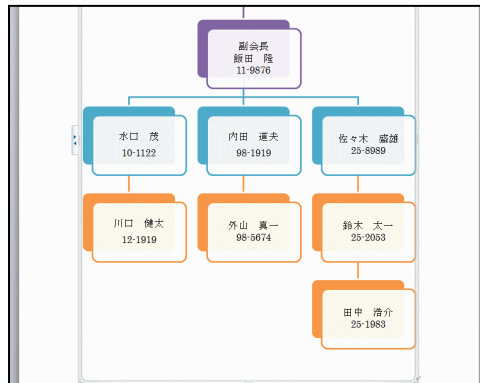 副会長
飯田　隆
11-9876
水口　茂
10-1122
内田　道夫
98-1919
佐々木　盛雄
25-8989
川口　健太
12-1919
外山　真一
98-5674
鈴木　太一
25-2053
田中　浩介
25-1983